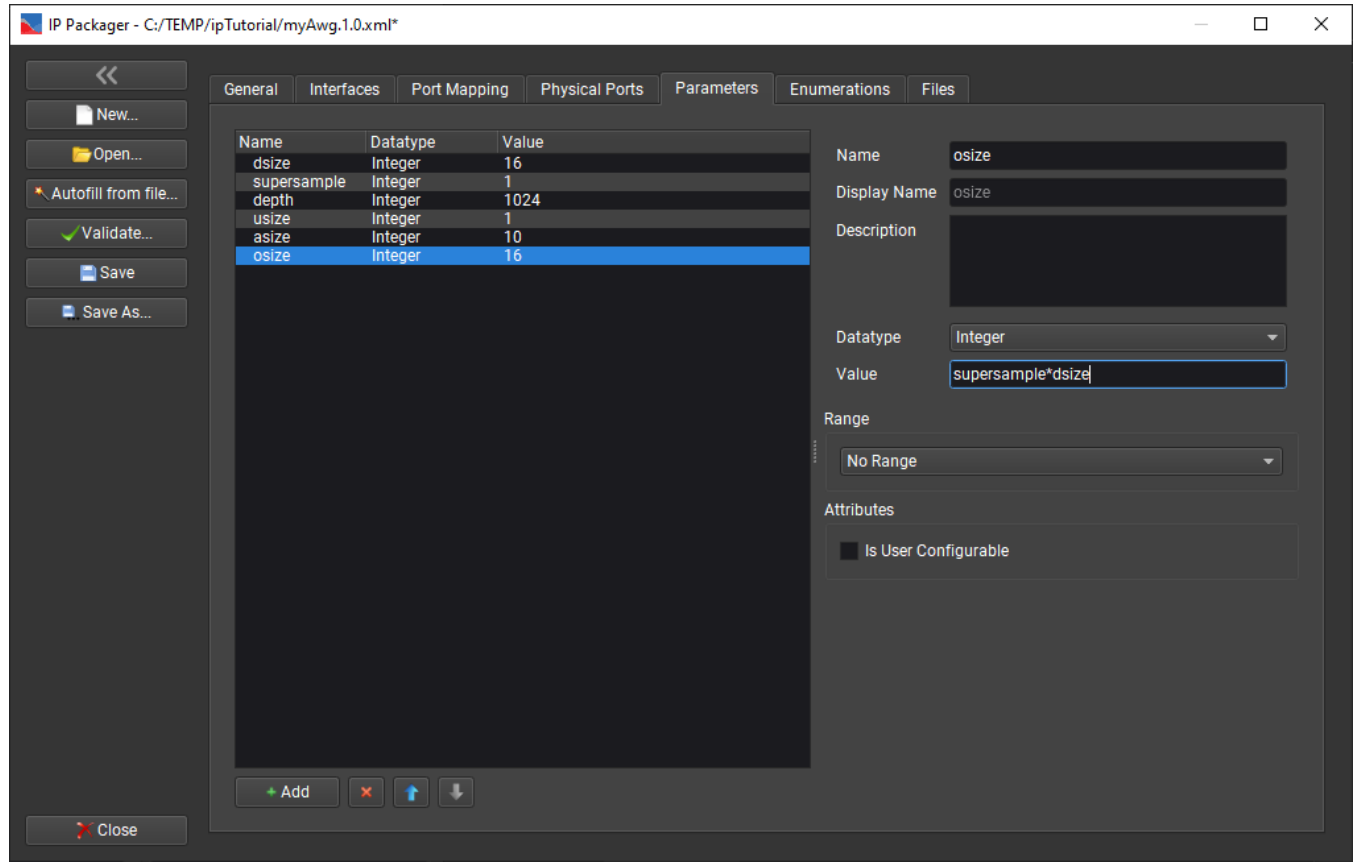 IP Packager - C:/TEMP/ipTutorial/myAwg.1.0.xml*
New...
Open...
Autofill from file...
Validate...
Save
Save As...
Close
General Interfaces Port Mapping Physical Ports Parameters Enumerations Files
Name Datatype Value
dsize Integer 16
supersample Integer 1
depth Integer 1024
usize Integer 1
asize Integer 10
osize Integer 16
+ Add
Name osize
Display Name osize
Description
Datatype Integer
Value supersample*dsize
Range
No Range
Attributes
Is User Configurable